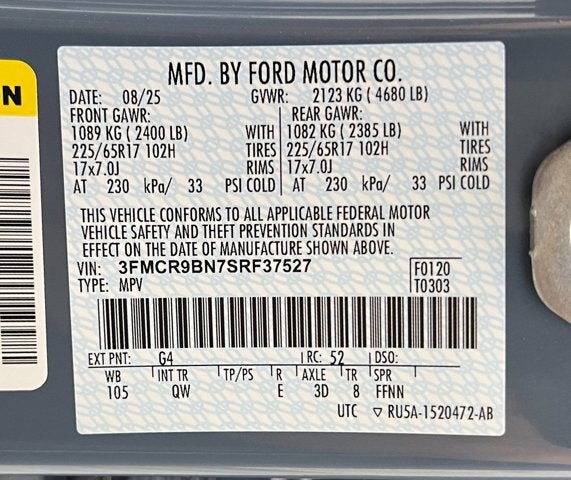 N
MFD. BY FORD MOTOR CO.
DATE: 08/25 GVWR: 2123 KG ( 4680 LB)
FRONT GAWR: REAR GAWR:
1089 KG ( 2400 LB) WITH 1082 KG ( 2385 LB) WITH
225/65R17 102H TIRES 225/65R17 102H TIRES
17x7.0J RIMS 17x7.0J RIMS
AT 230 kPa/ 33 PSI COLD AT 230 kPa/ 33 PSI COLD
THIS VEHICLE CONFORMS TO ALL APPLICABLE FEDERAL MOTOR
VEHICLE SAFETY AND THEFT PREVENTION STANDARDS IN
EFFECT ON THE DATE OF MANUFACTURE SHOWN ABOVE.
VIN: 3FMCR9BN7SRF37527 F0120
TYPE: MPV T0303
EXT PNT: G4 RC: 52 DSO:
WB INT TR TP/PS R AXLE TR SPR
105 QW E 3D 8 FFNN
UTC ▽ RU5A-1520472-AB